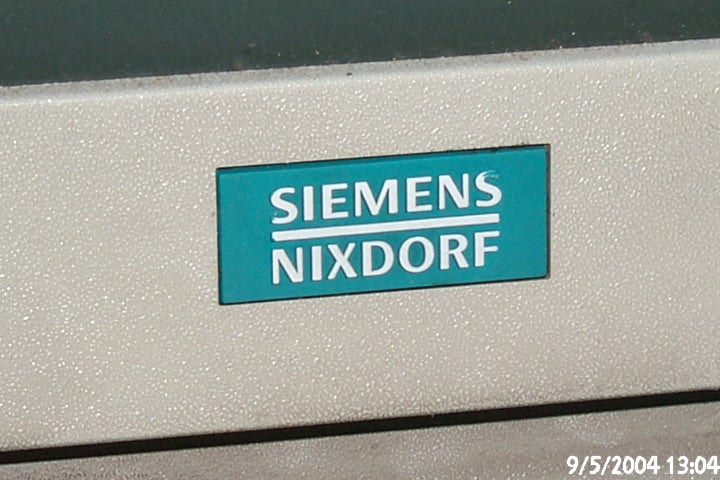 SIEMENS
NIXDORF
9/5/2004 13:04